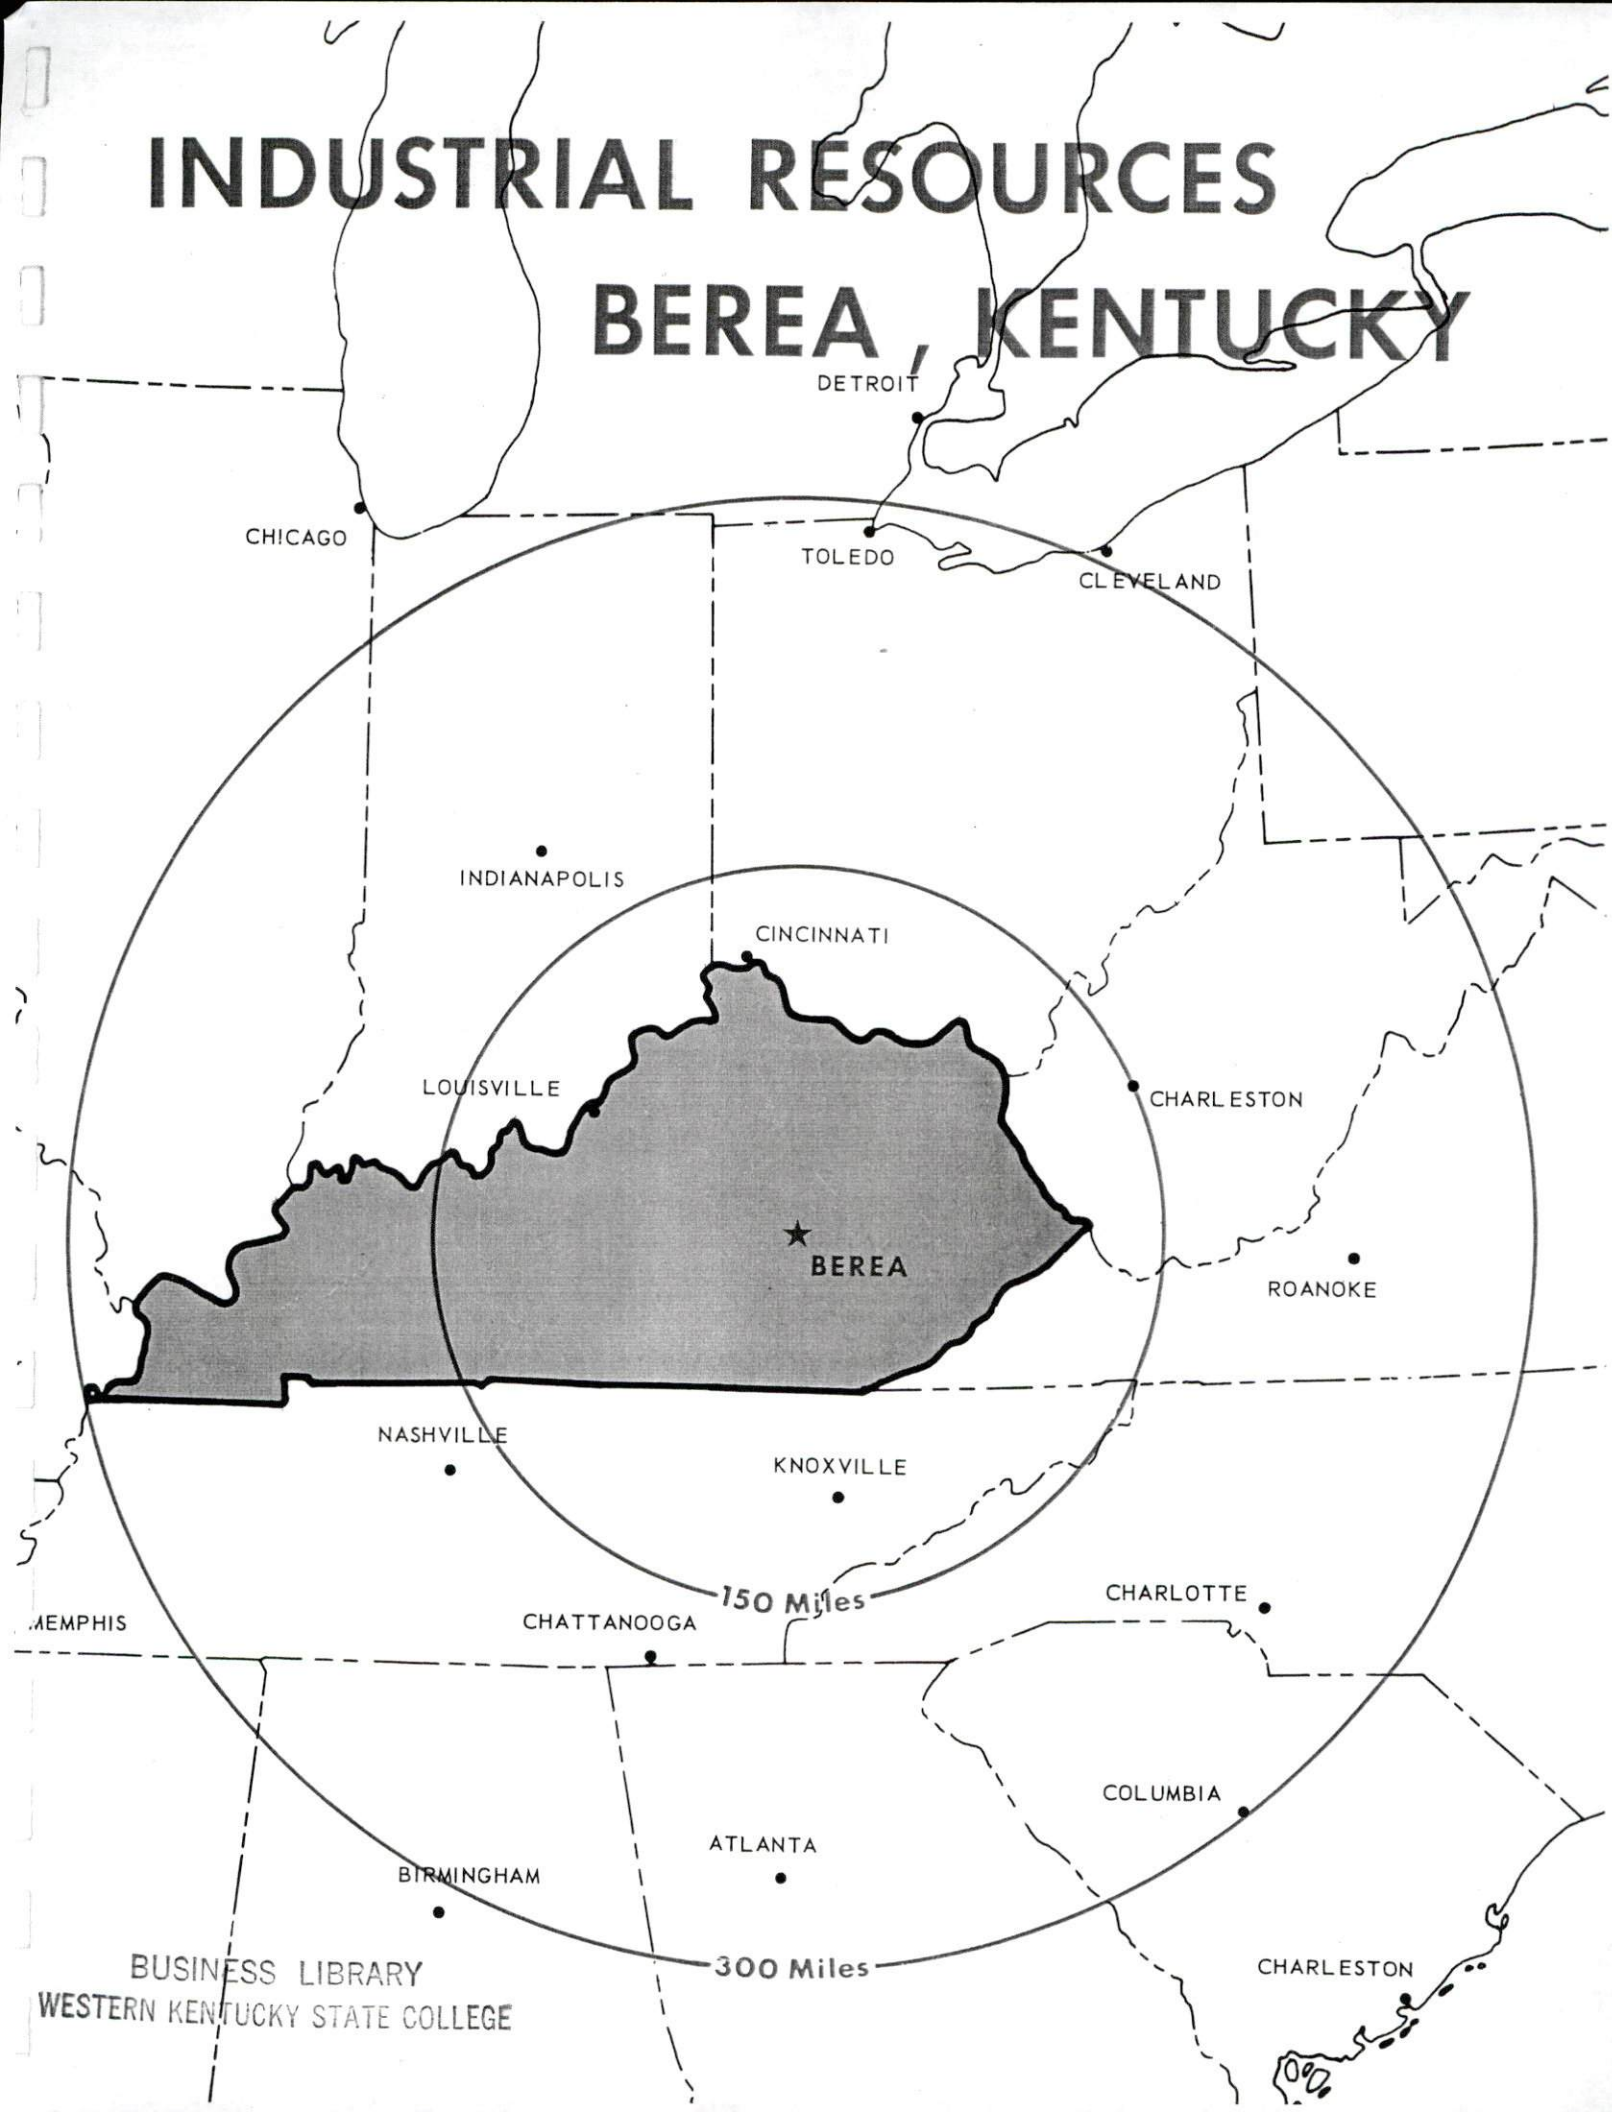 INDUSTRIAL RESOURCES
BEREA, KENTUCKY
DETROIT
CHICAGO
TOLEDO
CLEVELAND
INDIANAPOLIS
CINCINNATI
LOUISVILLE
CHARLESTON
BEREA
ROANOKE
NASHVILLE
KNOXVILLE
150 Miles
CHARLOTTE
MEMPHIS
CHATTANOOGA
COLUMBIA
ATLANTA
BIRMINGHAM
300 Miles
CHARLESTON
BUSINESS LIBRARY
WESTERN KENTUCKY STATE COLLEGE